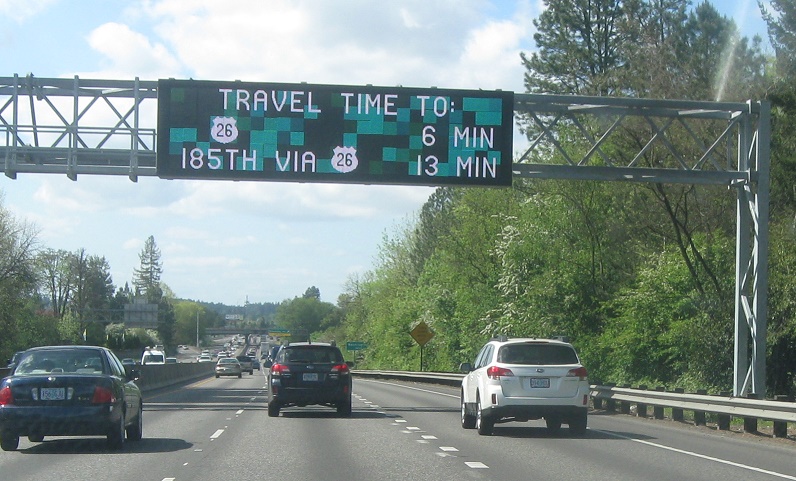 TRAVEL TIME TO:
26 6 MIN
185TH VIA 26 13 MIN